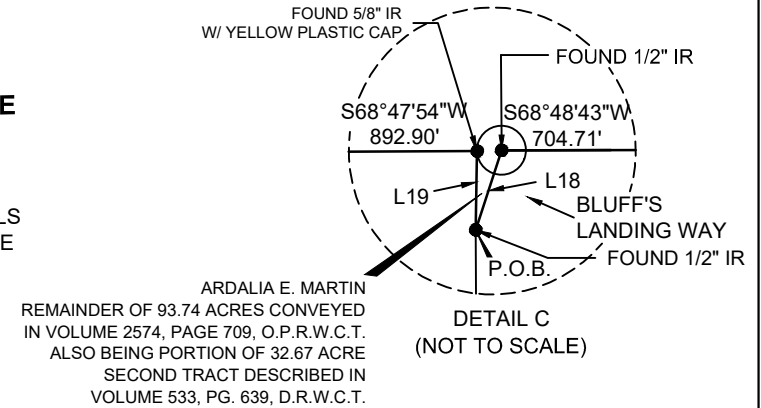 FOUND 5/8" IR
W/ YELLOW PLASTIC CAP
FOUND 1/2" IR
E
S68°47'54"W
892.90'
S68°48'43"W
704.71'
L19
L18
LS
E
BLUFF'S
LANDING WAY
FOUND 1/2" IR
P.O.B.
ARDALIA E. MARTIN
REMAINDER OF 93.74 ACRES CONVEYED
IN VOLUME 2574, PAGE 709, O.P.R.W.C.T.
ALSO BEING PORTION OF 32.67 ACRE
SECOND TRACT DESCRIBED IN
VOLUME 533, PG. 639, D.R.W.C.T.
DETAIL C
(NOT TO SCALE)